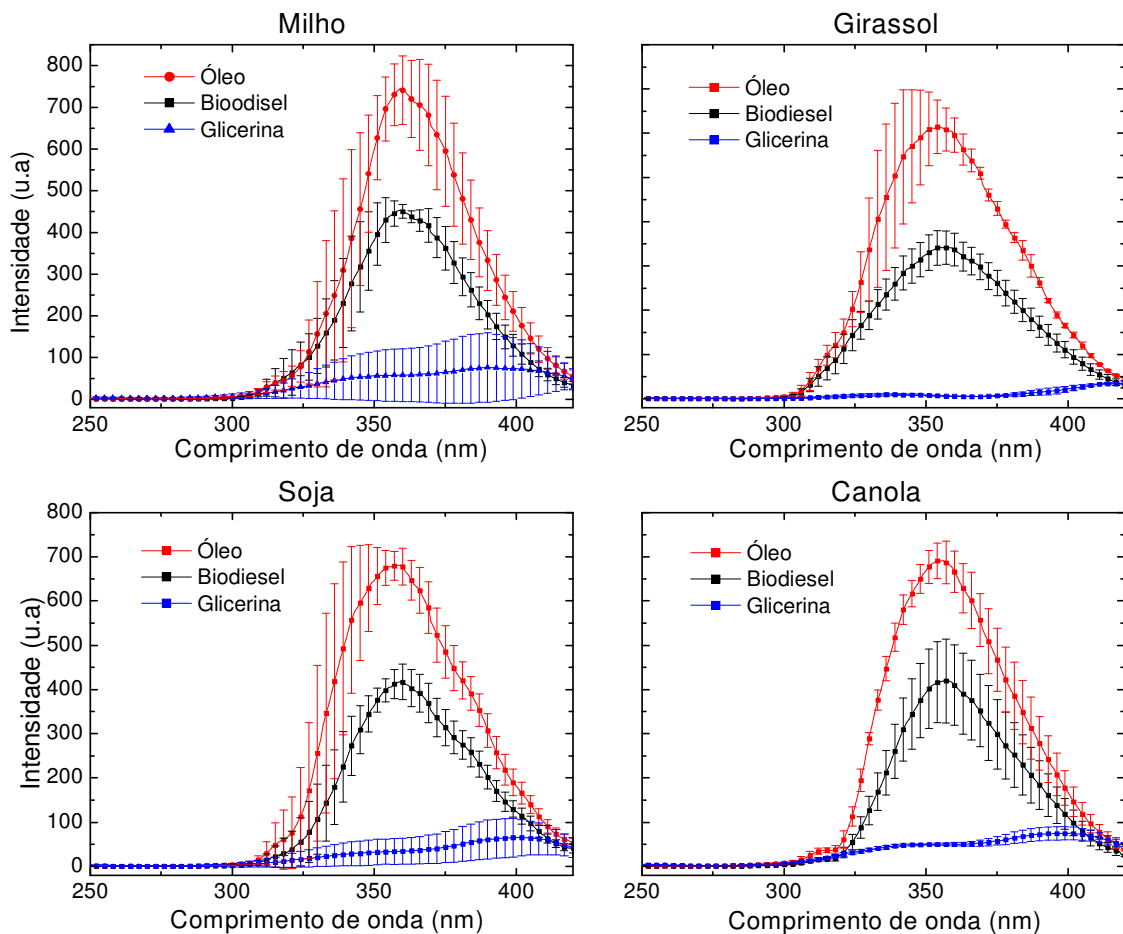 Milho
800
700
600
500
400
300
200
100
0
Intensidade (u.a)
Óleo
Bioodisel
Glicerina
250 300 350 400
Comprimento de onda (nm)
Girassol
Óleo
Biodiesel
Glicerina
250 300 350 400
Comprimento de onda (nm)
Soja
800
700
600
500
400
300
200
100
0
Intensidade (u.a)
Óleo
Biodiesel
Glicerina
250 300 350 400
Comprimento de onda (nm)
Canola
Óleo
Biodiesel
Glicerina
250 300 350 400
Comprimento de onda (nm)